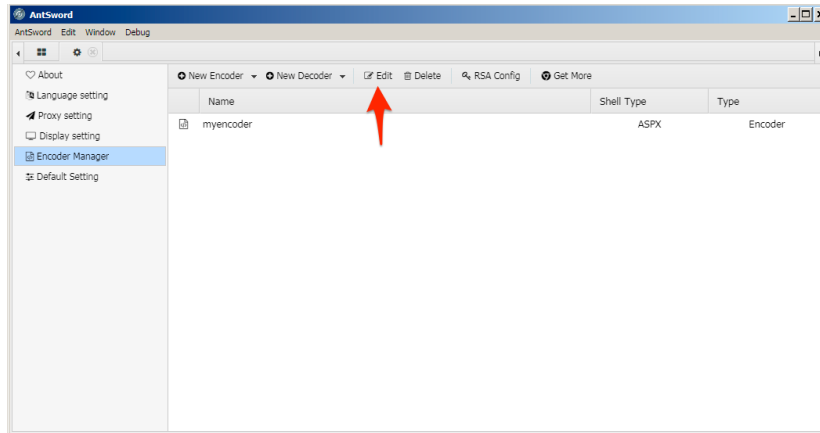 AntSword
AntSword Edit Window Debug
About
Language setting
Proxy setting
Display setting
Encoder Manager
Default Setting
New Encoder New Decoder Edit Delete RSA Config Get More
Name Shell Type Type
myencoder ASPX Encoder